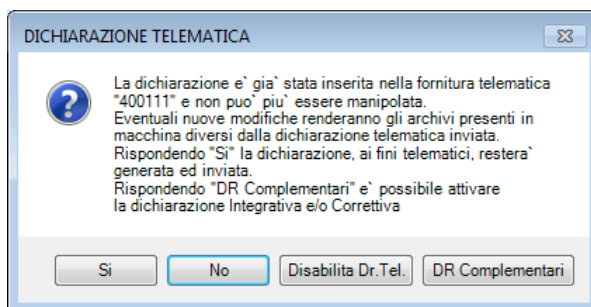 DICHIARAZIONE TELEMATICA
La dichiarazione e` gia` stata inserita nella fornitura telematica
"400111" e non puo` piu` essere manipolata.
Eventuali nuove modifiche renderanno gli archivi presenti in
macchina diversi dalla dichiarazione telematica inviata.
Rispondendo "Si" la dichiarazione, ai fini telematici, restera`
generata ed inviata.
Rispondendo "DR Complementari" e` possibile attivare
la dichiarazione Integrativa e/o Correttiva
Si No Disabilita Dr.Tel. DR Complementari